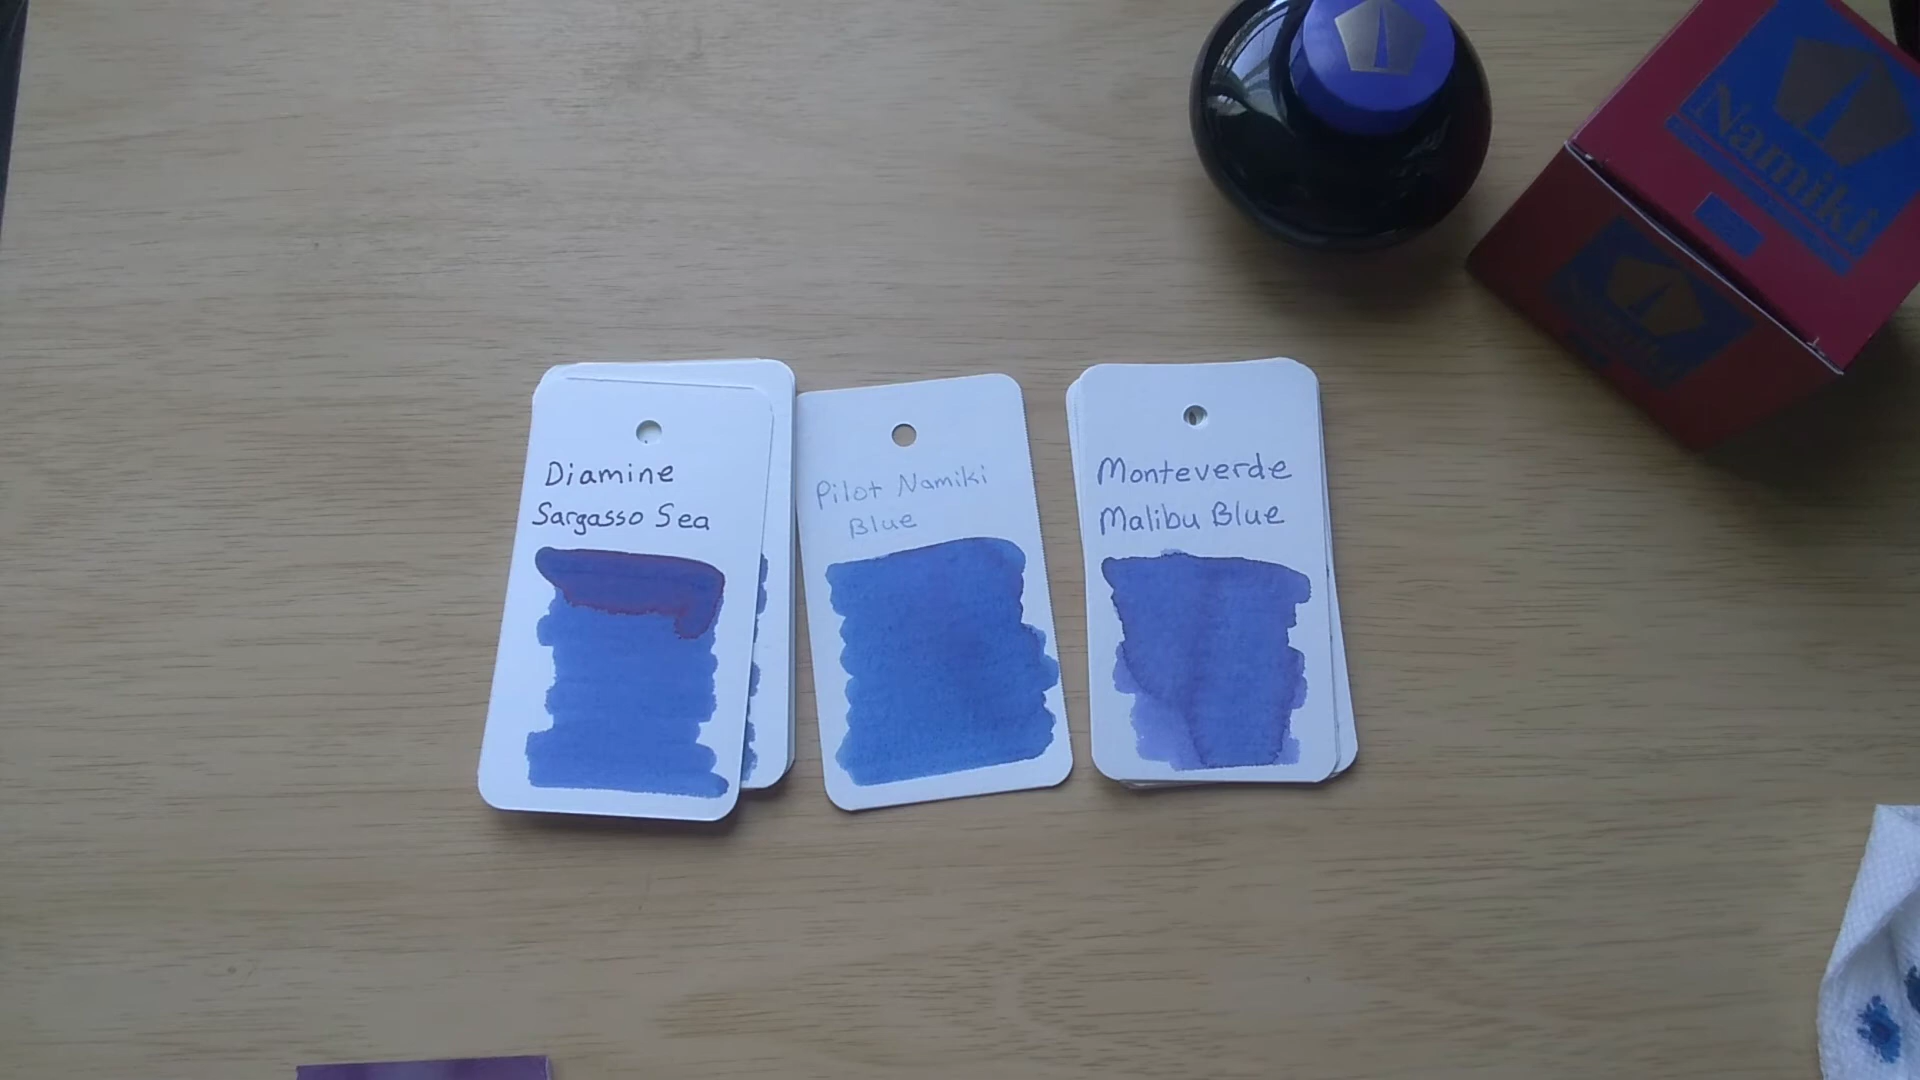 Diamine
Sargasso Sea
Pilot Namiki
Blue
Monteverde
Malibu Blue
Namiki